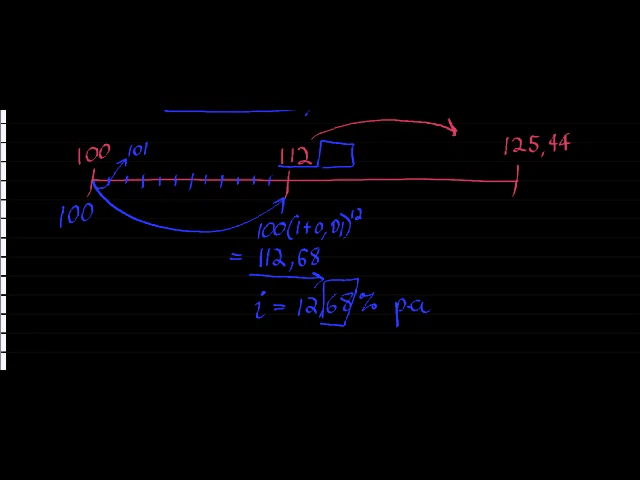 101
100 112 125,44
100
100(1+0,01)^12
= 112,68
i = 12,68% pa